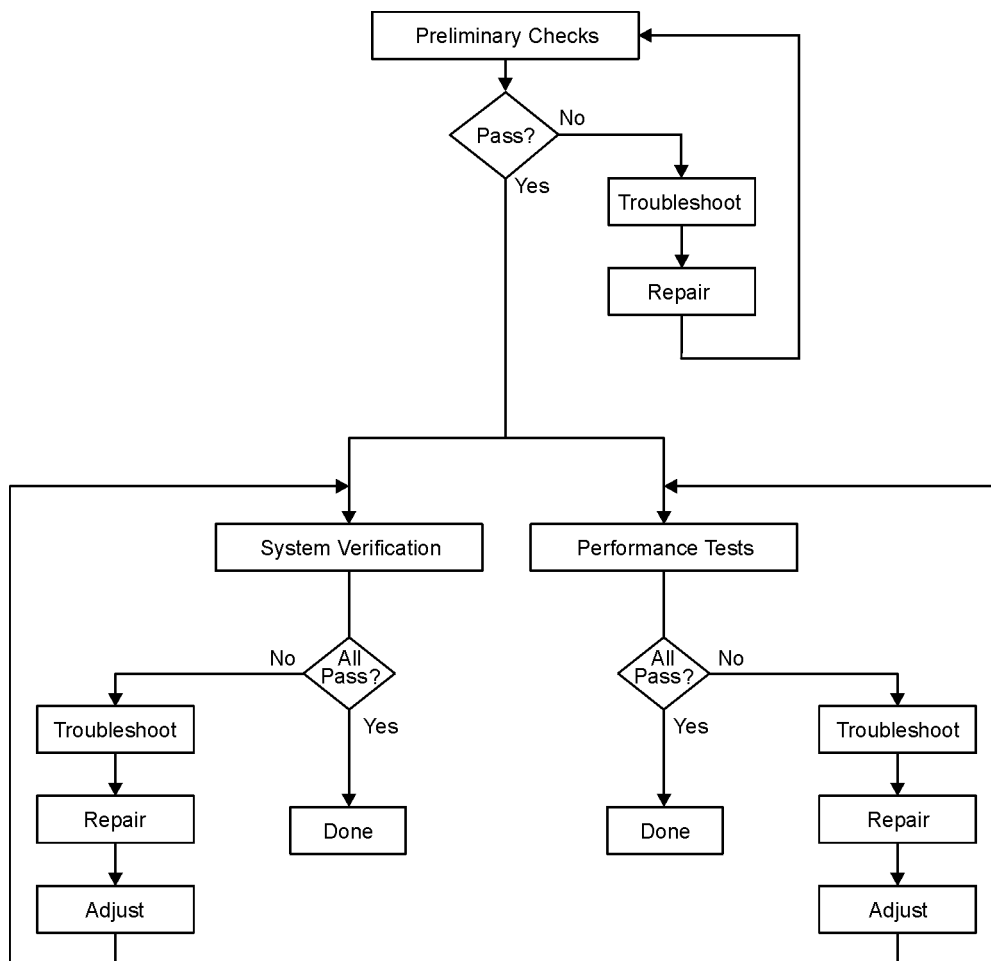 Preliminary Checks
Pass?
No
Yes
Troubleshoot
Repair
System Verification
Performance Tests
No
All
Pass?
Yes
All
Pass?
No
Yes
Troubleshoot
Repair
Adjust
Done
Done
Troubleshoot
Repair
Adjust